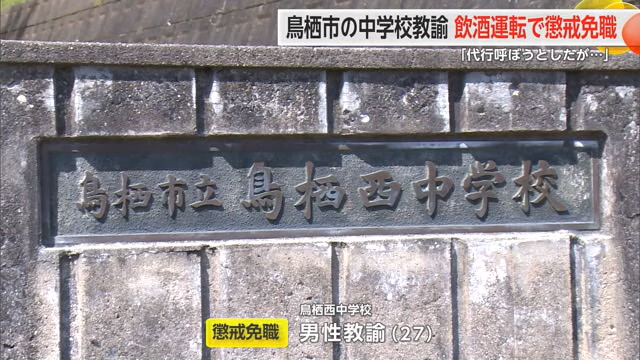 鳥栖市の中学校教諭 飲酒運転で懲戒免職
「代行呼ぼうとしたが…」
鳥栖市立 鳥栖西中学校
鳥栖西中学校
懲戒免職 男性教諭(27)